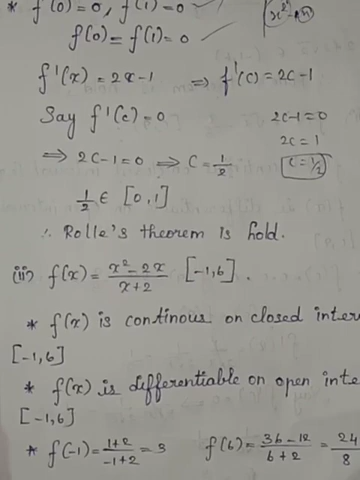 * f(0)=0, f(1)=0 ✓
f(0)=f(1)=0 ✓
f'(x)=2x-1 ⇒ f'(c)=2c-1
Say f'(c)=0
2c-1=0
2c=1
c=1/2
⇒ 2c-1=0 ⇒ c=1/2
1/2 ∈ [0,1]
∴ Rolle's theorem is hold.
(ii) f(x)= (x²-2x)/(x+2) [-1,6].
* f(x) is continous on closed inter
[-1,6]
* f(x) is differentiable on open inte
[-1,6]
* f(-1)= (1+2)/(-1+2) = 3 f(6)= (36-12)/(6+2) = 24/8